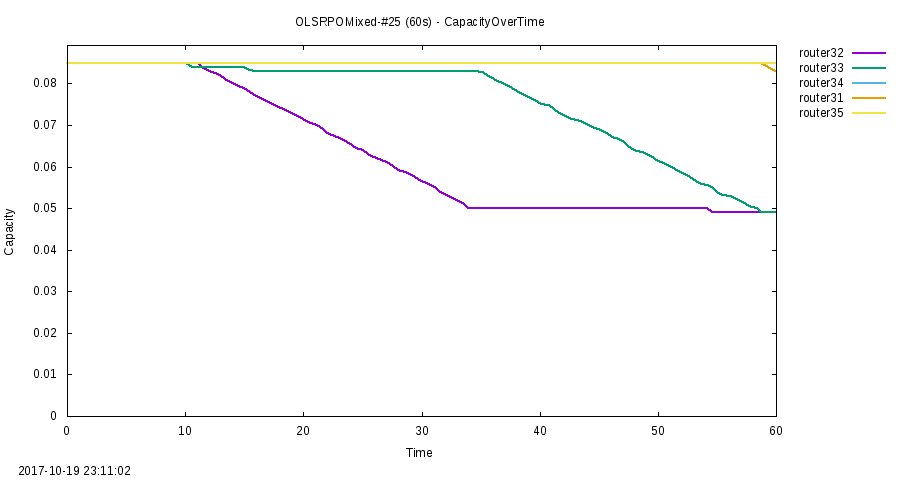 OLSRPOMixed-#25 (60s) - CapacityOverTime
router32
router33
router34
router31
router35
0.08
0.07
0.06
0.05
0.04
0.03
0.02
0.01
0
Capacity
0 10 20 30 40 50 60
Time
2017-10-19 23:11:02